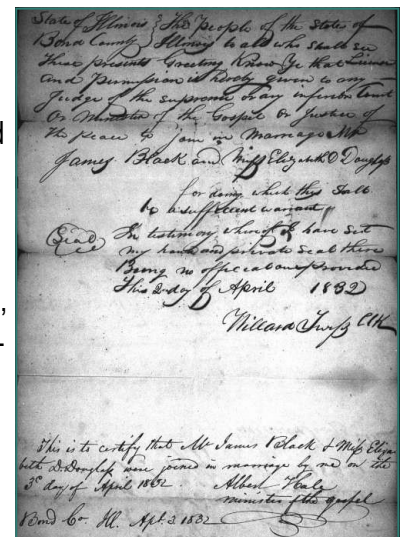 State of Illinois } The People of the State of
Bond County } Illinois to all who shall see
these presents Greeting Know Ye that License
and Permission is hereby given to any
Judge of the Supreme or any inferior Court
Or Minister of the Gospel or Justice of
the Peace to join in Marriage Mr
James Black and Miss Elizabeth D Douglass
for doing which this Shall
be a sufficient warrant
Seal In testimony whereof I have set
my hand and private Seal there
Being no official one provided
This 2 day of April 1832
Willard Twiss Clk
This is to certify that Mr James Black & Miss Eliza
beth D. Douglass were joined in marriage by me on the
3d day of April 1832 Albert Hale
minister of the gospel
Bond Co. Ill. Apl. 3 1832
d
,
-